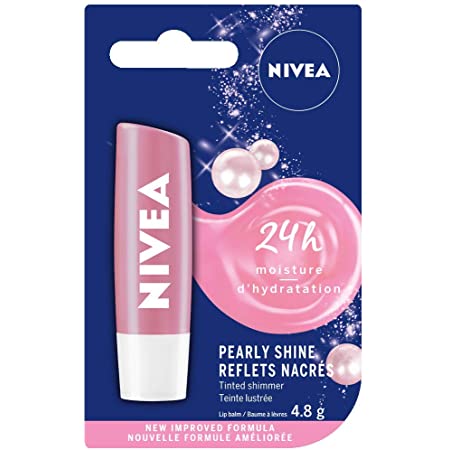 NIVEA
NIVEA
24h
moisture
d'hydratation
PEARLY SHINE
REFLETS NACRÉS
Tinted shimmer
Teinte lustrée
Lip balm / Baume à lèvres 4.8 g
NEW IMPROVED FORMULA
NOUVELLE FORMULE AMÉLIORÉE